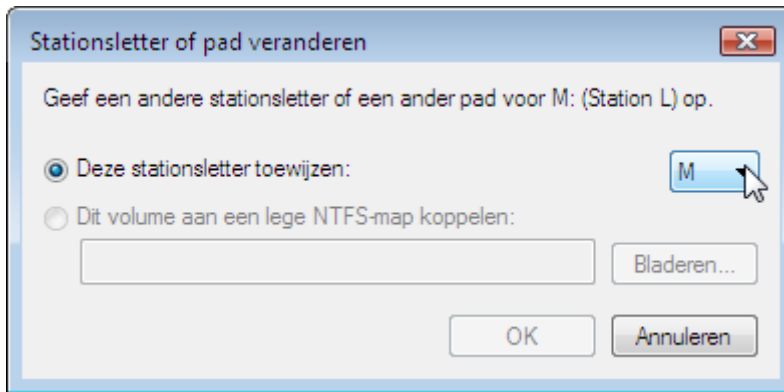 Stationsletter of pad veranderen
Geef een andere stationsletter of een ander pad voor M: (Station L) op.
Deze stationsletter toewijzen: M
Dit volume aan een lege NTFS-map koppelen:
Bladeren...
OK Annuleren